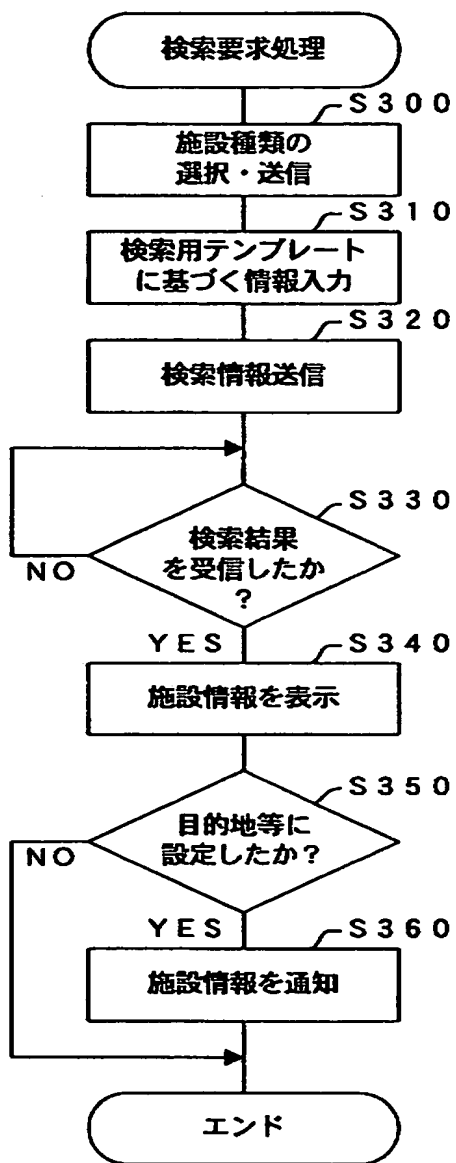 検索要求処理
S300
施設種類の
選択・送信
S310
検索用テンプレート
に基づく情報入力
S320
検索情報送信
S330
検索結果
を受信したか
?
NO
YES
S340
施設情報を表示
S350
目的地等に
設定したか?
NO
YES
S360
施設情報を通知
エンド